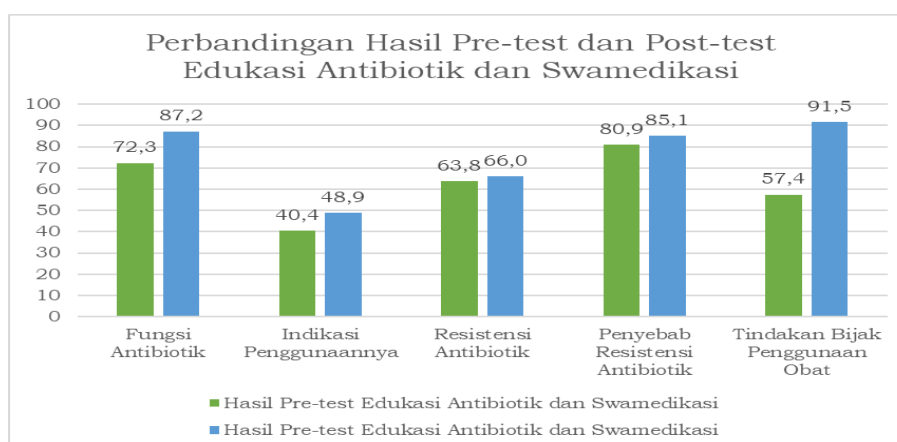 Perbandingan Hasil Pre-test dan Post-test
Edukasi Antibiotik dan Swamedikasi
100
90
80
70
60
50
40
30
20
10
0
72,3
87,2
40,4
48,9
63,8
66,0
80,9
85,1
57,4
91,5
Fungsi
Antibiotik
Indikasi
Penggunaannya
Resistensi
Antibiotik
Penyebab
Resistensi
Antibiotik
Tindakan Bijak
Penggunaan
Obat
Hasil Pre-test Edukasi Antibiotik dan Swamedikasi
Hasil Pre-test Edukasi Antibiotik dan Swamedikasi